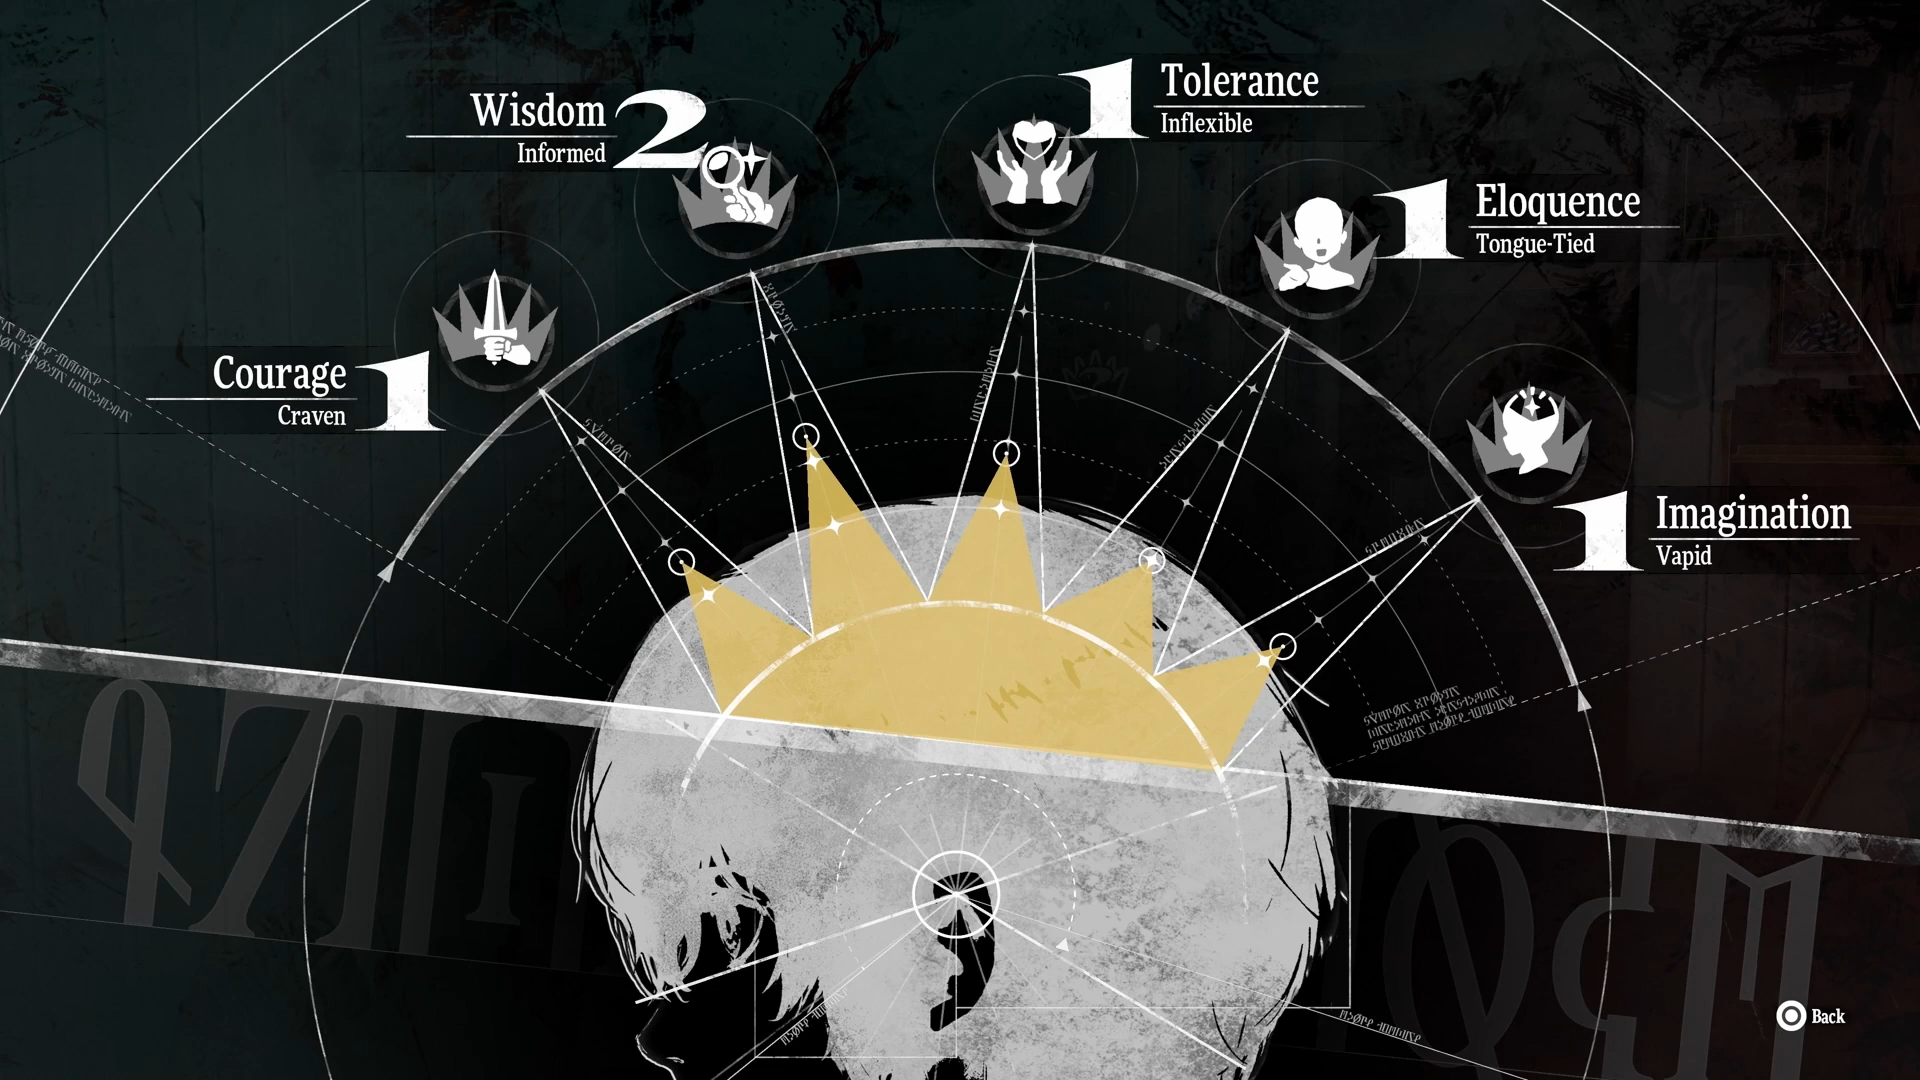 Wisdom
2
Informed
1
Tolerance
Inflexible
1
Eloquence
Tongue-Tied
Courage
1
Craven
1
Imagination
Vapid
Back